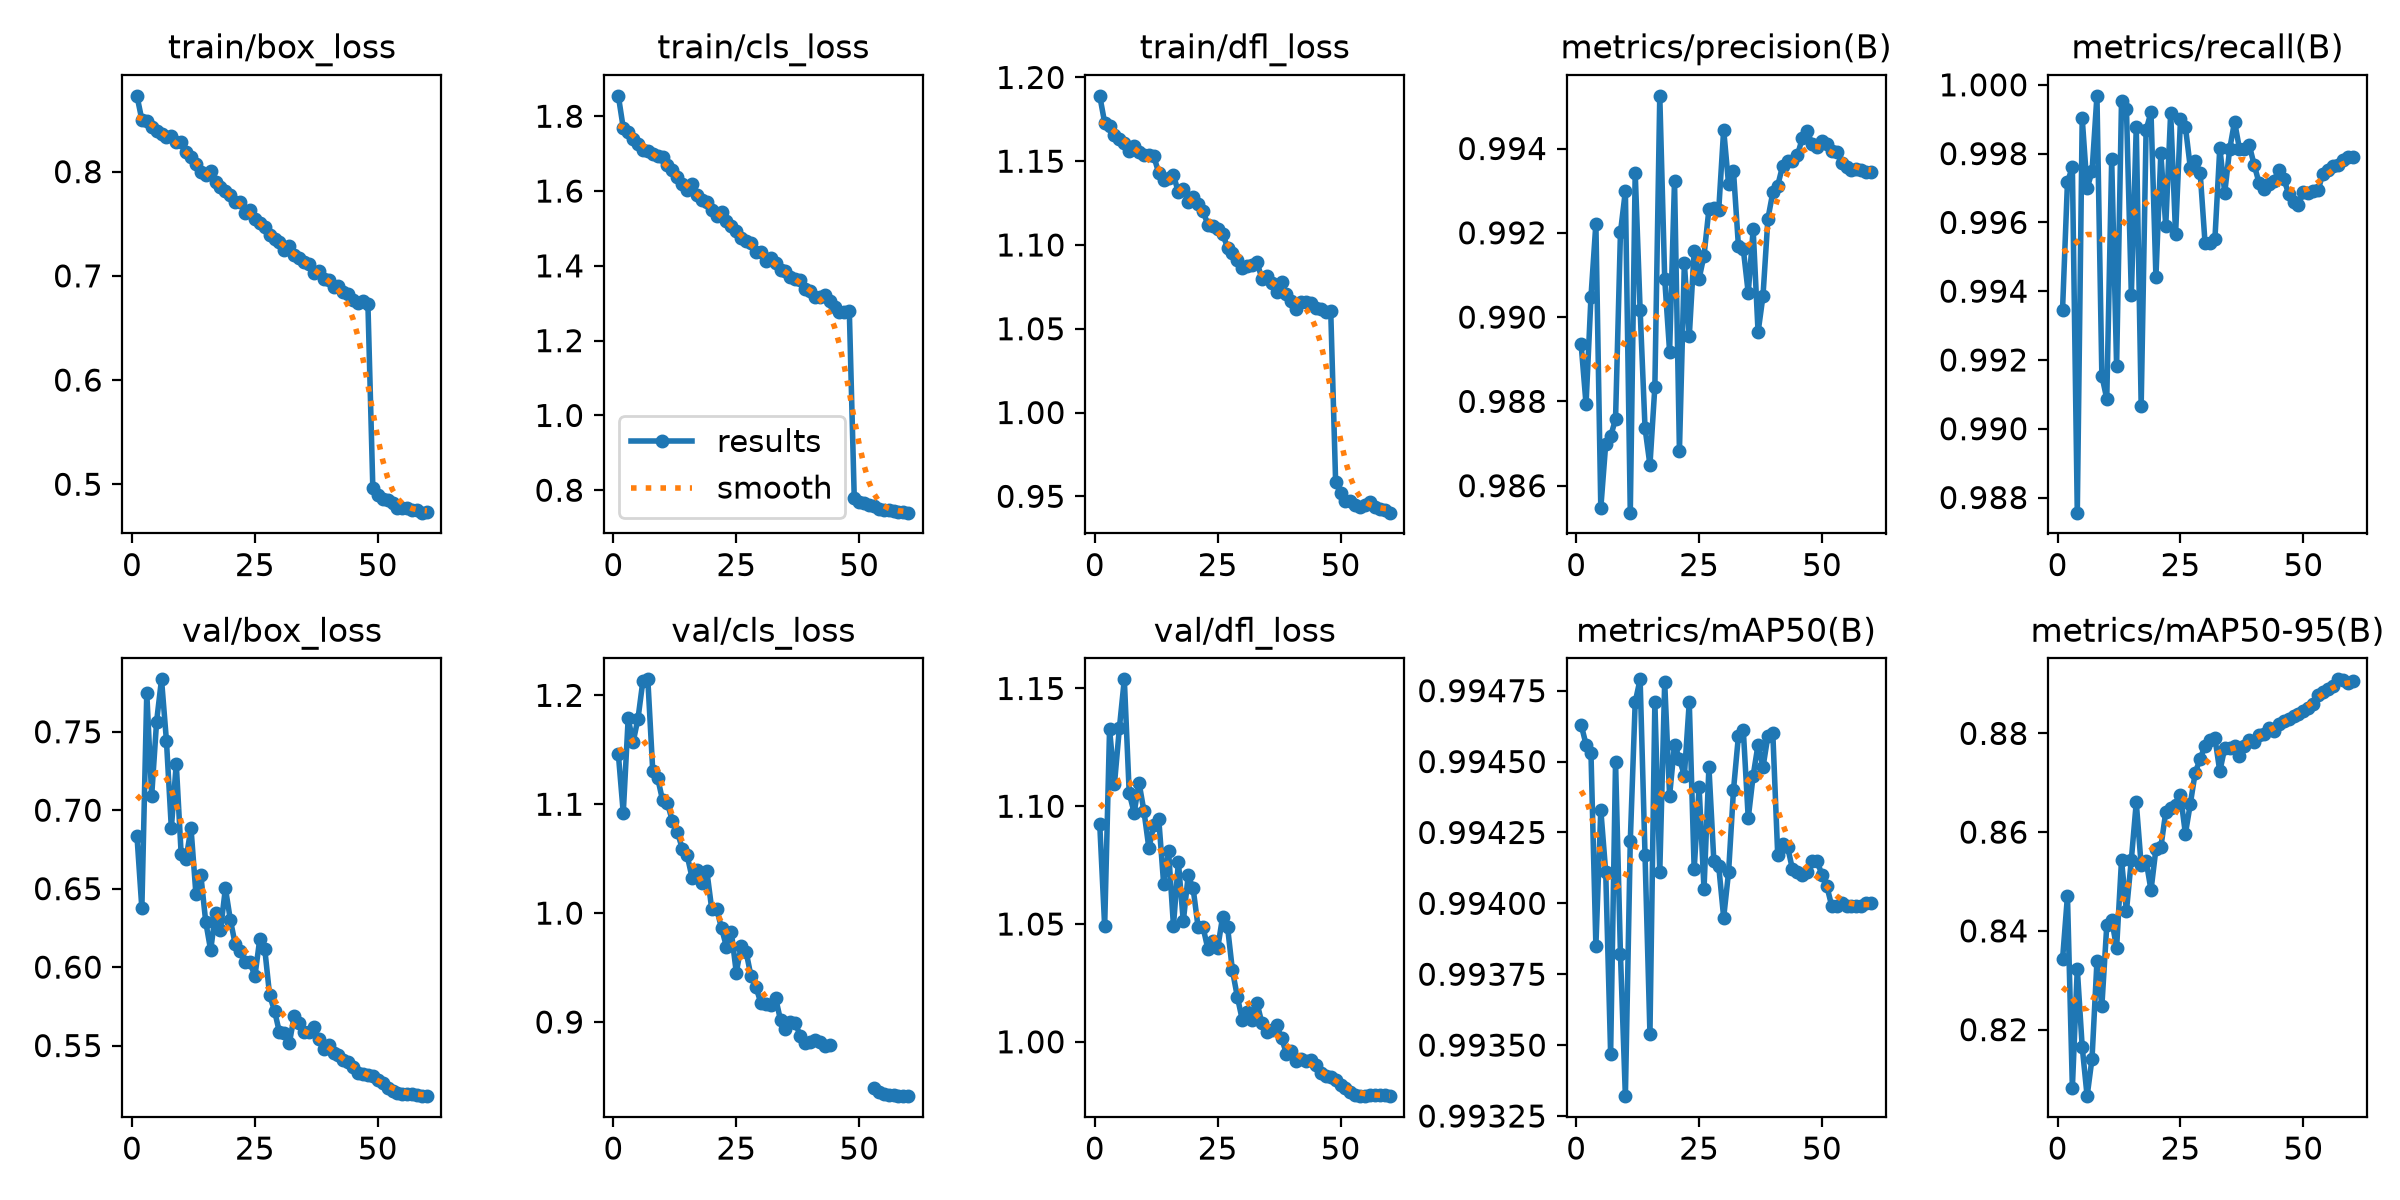 train/box_loss
train/cls_loss
train/dfl_loss
metrics/precision(B)
metrics/recall(B)
0.8
0.7
0.6
0.5
0 25 50
1.8
1.6
1.4
1.2
1.0
0.8
results
smooth
0 25 50
1.20
1.15
1.10
1.05
1.00
0.95
0 25 50
0.994
0.992
0.990
0.988
0.986
0 25 50
1.000
0.998
0.996
0.994
0.992
0.990
0.988
0 25 50
val/box_loss
val/cls_loss
val/dfl_loss
metrics/mAP50(B)
metrics/mAP50-95(B)
0.75
0.70
0.65
0.60
0.55
0 25 50
1.2
1.1
1.0
0.9
0 25 50
1.15
1.10
1.05
1.00
0 25 50
0.99475
0.99450
0.99425
0.99400
0.99375
0.99350
0.99325
0 25 50
0.88
0.86
0.84
0.82
0 25 50